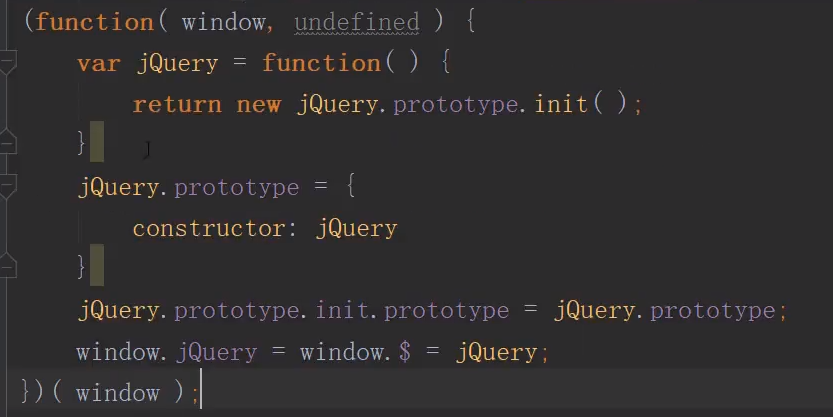 (function( window, undefined ) {
var jQuery = function( ) {
return new jQuery.prototype.init( );
}
jQuery.prototype = {
constructor: jQuery
}
jQuery.prototype.init.prototype = jQuery.prototype;
window.jQuery = window.$ = jQuery;
})( window );